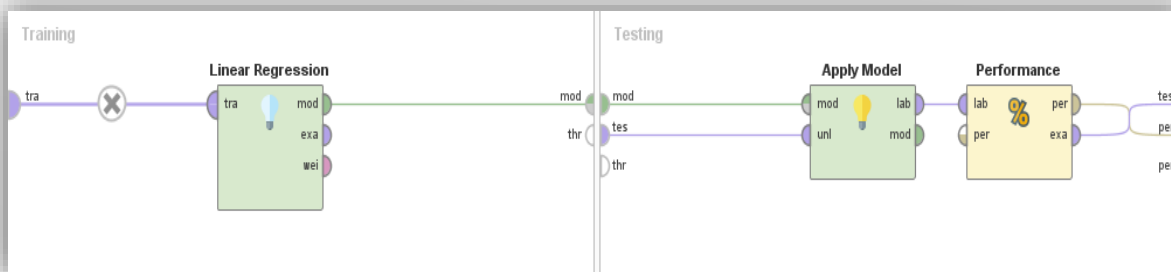 Training
tra
Linear Regression
tra
mod
exa
wei
mod
thr
Testing
mod
tes
thr
Apply Model
mod
unl
lab
mod
Performance
lab
per
%
per
exa
tes
per
per